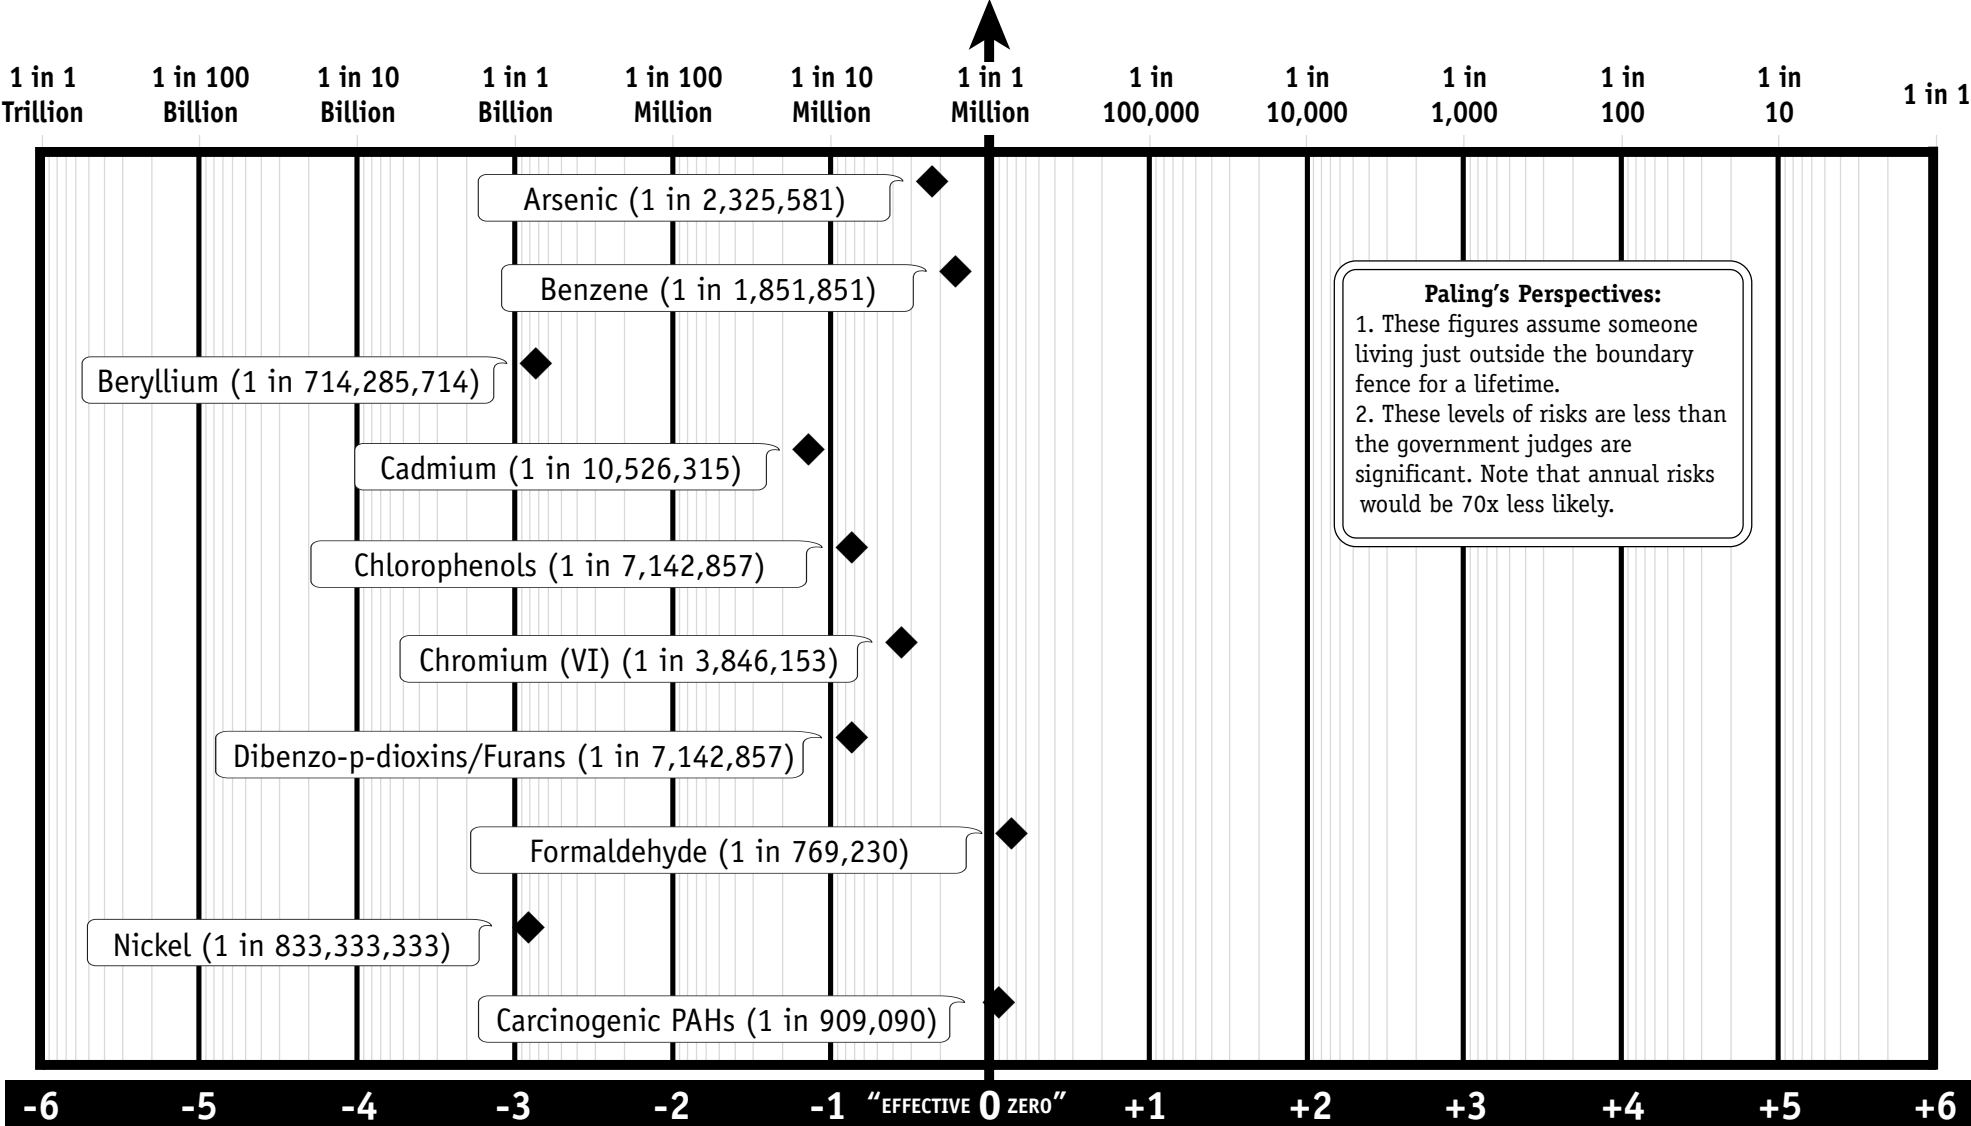 1 in 1 Trillion
1 in 100 Billion
1 in 10 Billion
1 in 1 Billion
1 in 100 Million
1 in 10 Million
1 in 1 Million
1 in 100,000
1 in 10,000
1 in 1,000
1 in 100
1 in 10
1 in 1
Arsenic (1 in 2,325,581)
Benzene (1 in 1,851,851)
Beryllium (1 in 714,285,714)
Cadmium (1 in 10,526,315)
Chlorophenols (1 in 7,142,857)
Chromium (VI) (1 in 3,846,153)
Dibenzo-p-dioxins/Furans (1 in 7,142,857)
Formaldehyde (1 in 769,230)
Nickel (1 in 833,333,333)
Carcinogenic PAHs (1 in 909,090)
Paling's Perspectives:
1. These figures assume someone
living just outside the boundary
fence for a lifetime.
2. These levels of risks are less than
the government judges are
significant. Note that annual risks
would be 70x less likely.
-6 -5 -4 -3 -2 -1 "EFFECTIVE 0 ZERO" +1 +2 +3 +4 +5 +6